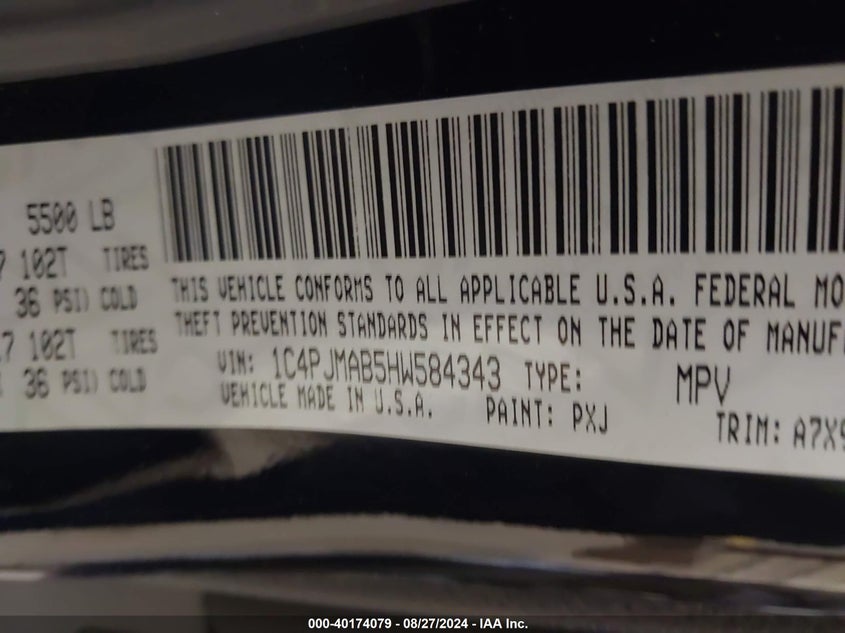 5500 LB
7 102T TIRES
36 PSI) COLD
7 102T TIRES
36 PSI) COLD
THIS VEHICLE CONFORMS TO ALL APPLICABLE U.S.A. FEDERAL MO
THEFT PREVENTION STANDARDS IN EFFECT ON THE DATE OF MANUF
VIN: 1C4PJMAB5HW584343 TYPE: MPV
VEHICLE MADE IN U.S.A. PAINT: PXJ TRIM: A7X9
000-40174079 - 08/27/2024 - IAA Inc.